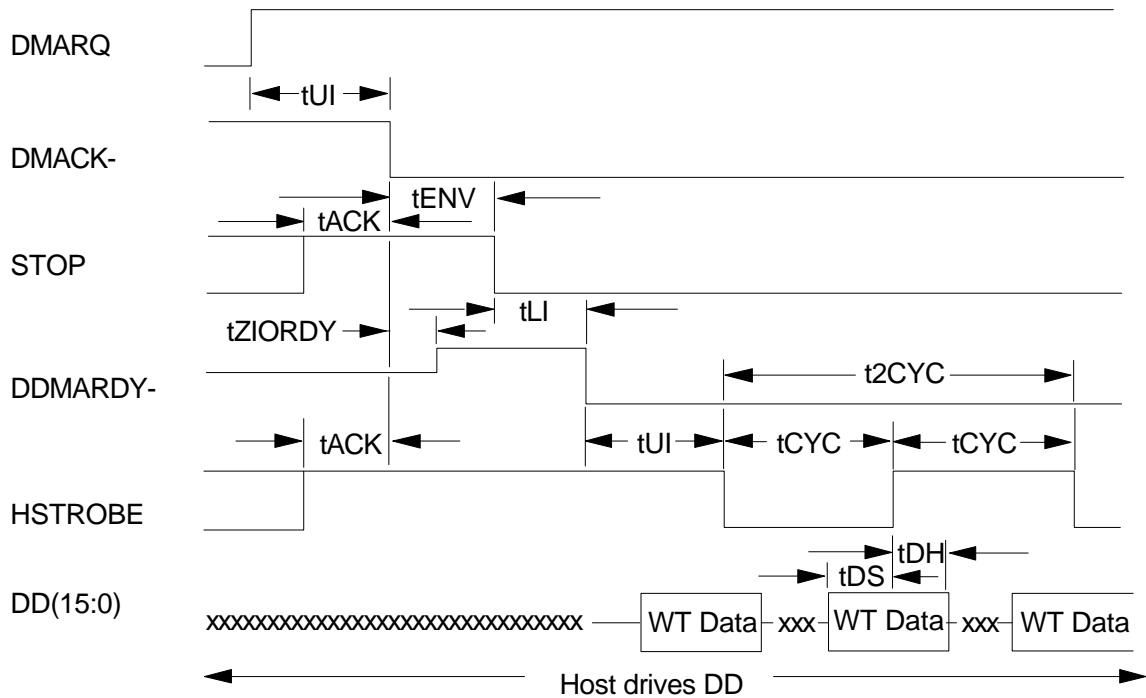 DMARQ
tUI
DMACK-
tENV
tACK
STOP
tLI
tZIORDY
DDMARDY-
t2CYC
tACK
tUI
tCYC
tCYC
HSTROBE
tDH
tDS
DD(15:0)
xxxxxxxxxxxxxxxxxxxxxxxxxxxxxxx WT Data xxx WT Data xxx WT Data
Host drives DD